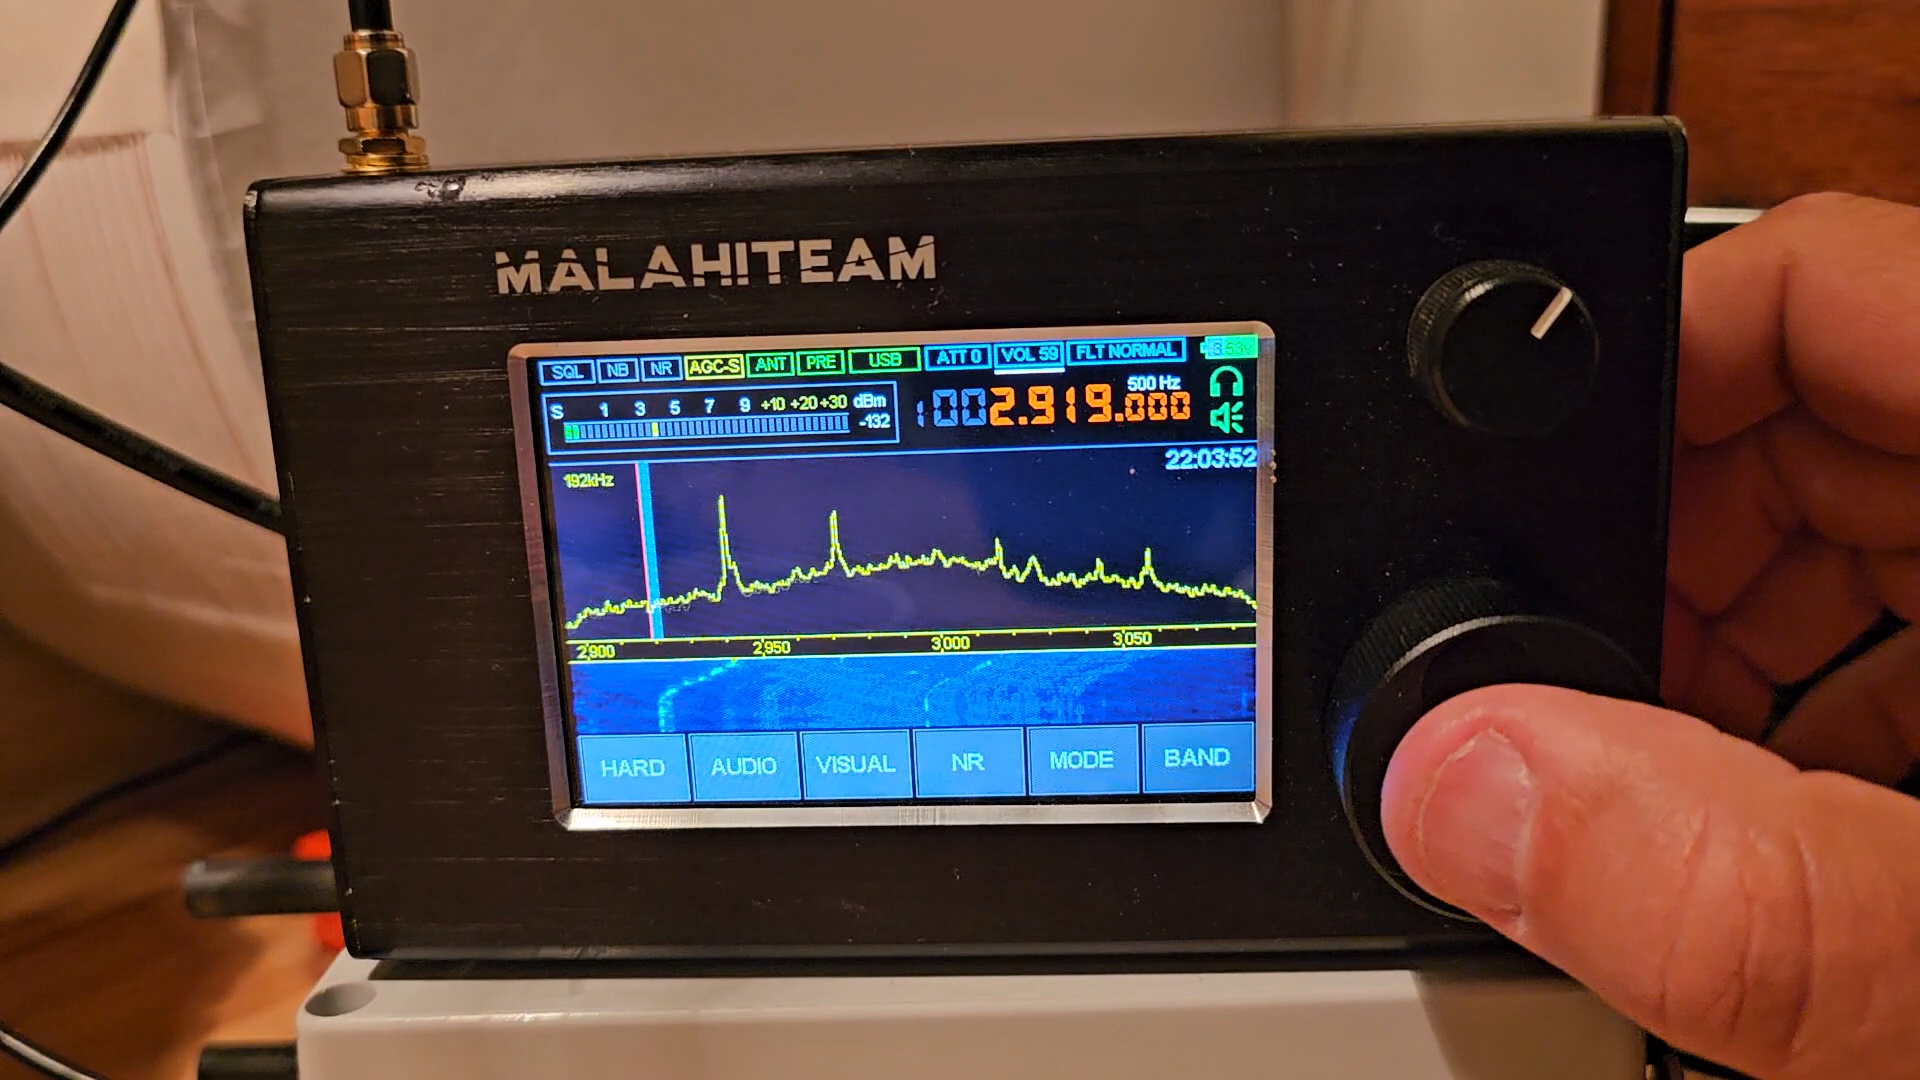 MALAHITEAM
SQL NB NR AGC-S ANT PRE USB ATT 0 VOL 59 FLT NORMAL
S 1 3 5 7 9 +10 +20 +30 dBm
-132
500 Hz
2.919.000
22:03:52
192kHz
2,900 2,950 3,000 3,050
HARD AUDIO VISUAL NR MODE BAND